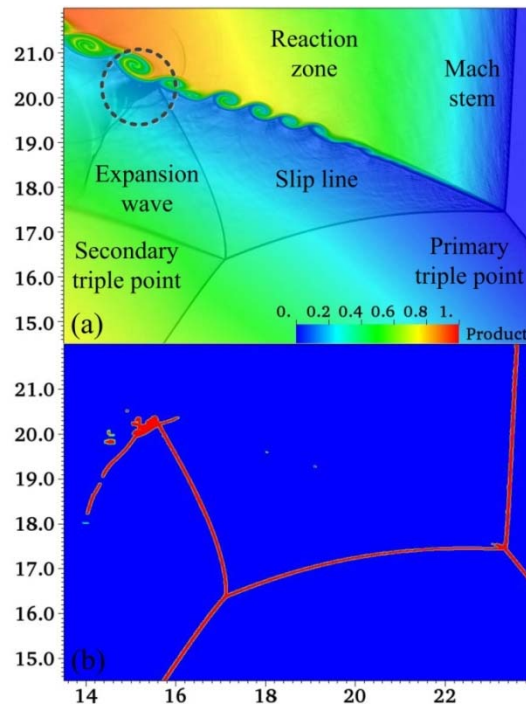 21.0
20.0
19.0
18.0
17.0
16.0
15.0
Reaction
zone
Mach
stem
Expansion
wave
Slip line
Secondary
triple point
Primary
triple point
(a)
0. 0.2 0.4 0.6 0.8 1.
Product
21.0
20.0
19.0
18.0
17.0
16.0
15.0
(b)
14 16 18 20 22